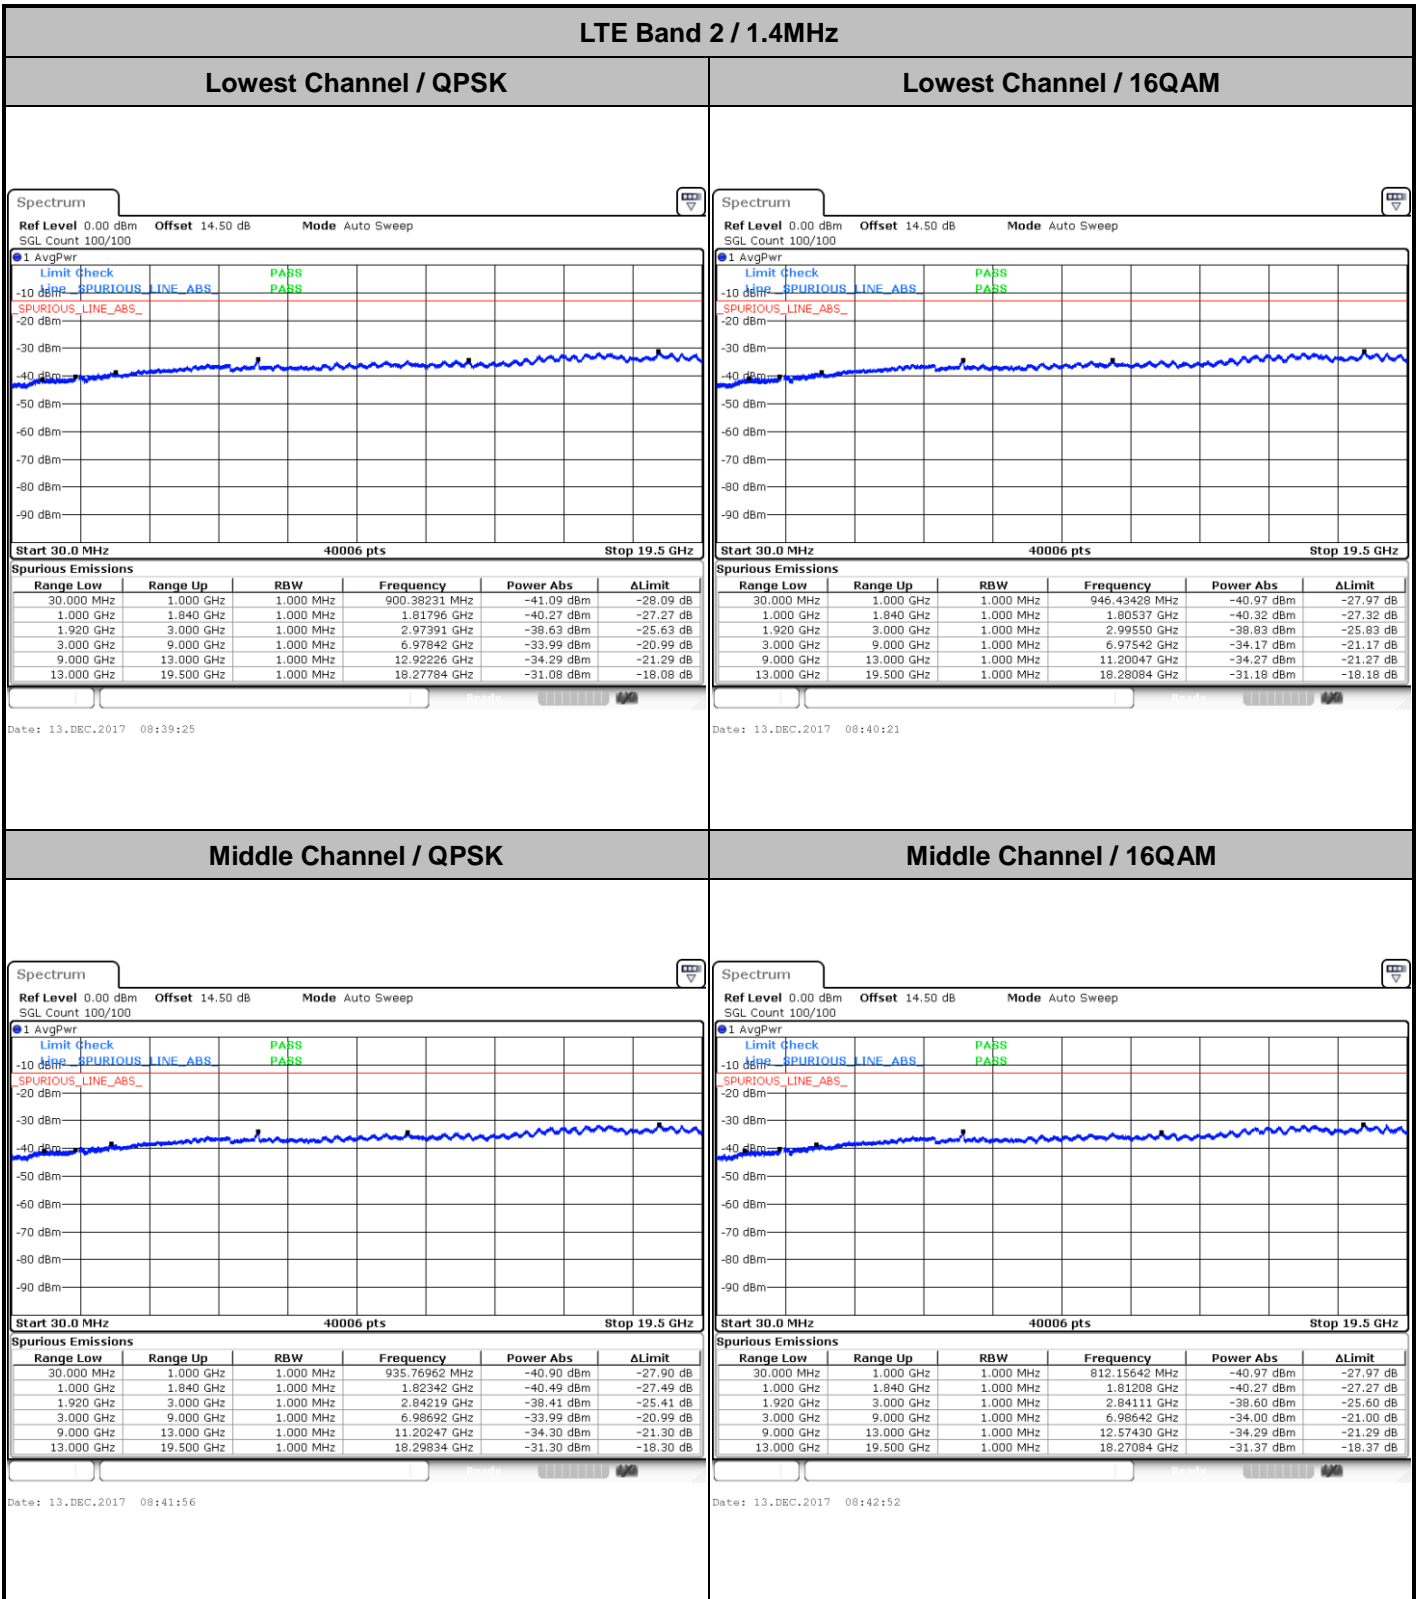 LTE Band 2 / 1.4MHz
Lowest Channel / QPSK
Lowest Channel / 16QAM
Spectrum
Ref Level 0.00 dBm Offset 14.50 dB Mode Auto Sweep
SGL Count 100/100
1 AvgPwr
Limit Check PASS
Line _SPURIOUS_LINE_ABS_ PASS
-10 dBm
_SPURIOUS_LINE_ABS_
-20 dBm
-30 dBm
-40 dBm
-50 dBm
-60 dBm
-70 dBm
-80 dBm
-90 dBm
Start 30.0 MHz 40006 pts Stop 19.5 GHz
Spurious Emissions
Range Low Range Up RBW Frequency Power Abs ΔLimit
30.000 MHz 1.000 GHz 1.000 MHz 900.38231 MHz -41.09 dBm -28.09 dB
1.000 GHz 1.840 GHz 1.000 MHz 1.81796 GHz -40.27 dBm -27.27 dB
1.920 GHz 3.000 GHz 1.000 MHz 2.97391 GHz -38.63 dBm -25.63 dB
3.000 GHz 9.000 GHz 1.000 MHz 6.97842 GHz -33.99 dBm -20.99 dB
9.000 GHz 13.000 GHz 1.000 MHz 12.92226 GHz -34.29 dBm -21.29 dB
13.000 GHz 19.500 GHz 1.000 MHz 18.27784 GHz -31.08 dBm -18.08 dB
Ready
Date: 13.DEC.2017 08:39:25
Spectrum
Ref Level 0.00 dBm Offset 14.50 dB Mode Auto Sweep
SGL Count 100/100
1 AvgPwr
Limit Check PASS
Line _SPURIOUS_LINE_ABS_ PASS
-10 dBm
_SPURIOUS_LINE_ABS_
-20 dBm
-30 dBm
-40 dBm
-50 dBm
-60 dBm
-70 dBm
-80 dBm
-90 dBm
Start 30.0 MHz 40006 pts Stop 19.5 GHz
Spurious Emissions
Range Low Range Up RBW Frequency Power Abs ΔLimit
30.000 MHz 1.000 GHz 1.000 MHz 946.43428 MHz -40.97 dBm -27.97 dB
1.000 GHz 1.840 GHz 1.000 MHz 1.80537 GHz -40.32 dBm -27.32 dB
1.920 GHz 3.000 GHz 1.000 MHz 2.99550 GHz -38.83 dBm -25.83 dB
3.000 GHz 9.000 GHz 1.000 MHz 6.97542 GHz -34.17 dBm -21.17 dB
9.000 GHz 13.000 GHz 1.000 MHz 11.20047 GHz -34.27 dBm -21.27 dB
13.000 GHz 19.500 GHz 1.000 MHz 18.28084 GHz -31.18 dBm -18.18 dB
Ready
Date: 13.DEC.2017 08:40:21
Middle Channel / QPSK
Middle Channel / 16QAM
Spectrum
Ref Level 0.00 dBm Offset 14.50 dB Mode Auto Sweep
SGL Count 100/100
1 AvgPwr
Limit Check PASS
Line _SPURIOUS_LINE_ABS_ PASS
-10 dBm
_SPURIOUS_LINE_ABS_
-20 dBm
-30 dBm
-40 dBm
-50 dBm
-60 dBm
-70 dBm
-80 dBm
-90 dBm
Start 30.0 MHz 40006 pts Stop 19.5 GHz
Spurious Emissions
Range Low Range Up RBW Frequency Power Abs ΔLimit
30.000 MHz 1.000 GHz 1.000 MHz 935.76962 MHz -40.90 dBm -27.90 dB
1.000 GHz 1.840 GHz 1.000 MHz 1.82342 GHz -40.49 dBm -27.49 dB
1.920 GHz 3.000 GHz 1.000 MHz 2.84219 GHz -38.41 dBm -25.41 dB
3.000 GHz 9.000 GHz 1.000 MHz 6.98692 GHz -33.99 dBm -20.99 dB
9.000 GHz 13.000 GHz 1.000 MHz 11.20247 GHz -34.30 dBm -21.30 dB
13.000 GHz 19.500 GHz 1.000 MHz 18.29834 GHz -31.30 dBm -18.30 dB
Ready
Date: 13.DEC.2017 08:41:56
Spectrum
Ref Level 0.00 dBm Offset 14.50 dB Mode Auto Sweep
SGL Count 100/100
1 AvgPwr
Limit Check PASS
Line _SPURIOUS_LINE_ABS_ PASS
-10 dBm
_SPURIOUS_LINE_ABS_
-20 dBm
-30 dBm
-40 dBm
-50 dBm
-60 dBm
-70 dBm
-80 dBm
-90 dBm
Start 30.0 MHz 40006 pts Stop 19.5 GHz
Spurious Emissions
Range Low Range Up RBW Frequency Power Abs ΔLimit
30.000 MHz 1.000 GHz 1.000 MHz 812.15642 MHz -40.97 dBm -27.97 dB
1.000 GHz 1.840 GHz 1.000 MHz 1.81208 GHz -40.27 dBm -27.27 dB
1.920 GHz 3.000 GHz 1.000 MHz 2.84111 GHz -38.60 dBm -25.60 dB
3.000 GHz 9.000 GHz 1.000 MHz 6.98642 GHz -34.00 dBm -21.00 dB
9.000 GHz 13.000 GHz 1.000 MHz 12.57430 GHz -34.29 dBm -21.29 dB
13.000 GHz 19.500 GHz 1.000 MHz 18.27084 GHz -31.37 dBm -18.37 dB
Ready
Date: 13.DEC.2017 08:42:52